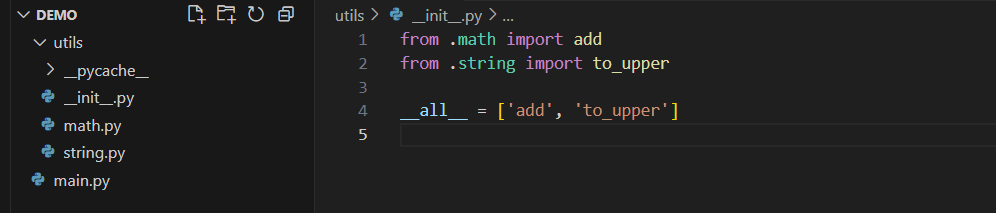 DEMO
utils
__pycache__
__init__.py
math.py
string.py
main.py
utils > __init__.py > ...
1 from .math import add
2 from .string import to_upper
3
4 __all__ = ['add', 'to_upper']
5